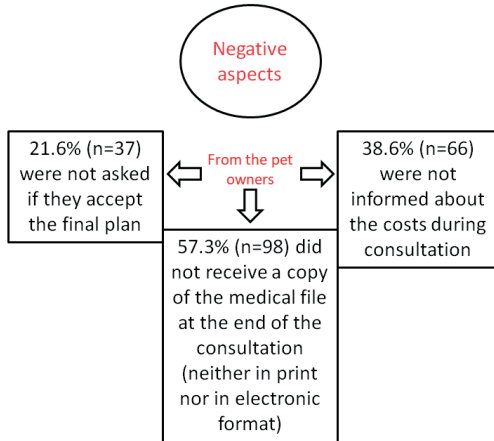 Negative
aspects
21.6% (n=37)
were not asked
if they accept
the final plan
From the pet
owners
38.6% (n=66)
were not
informed about
the costs during
consultation
57.3% (n=98) did
not receive a copy
of the medical file
at the end of the
consultation
(neither in print
nor in electronic
format)